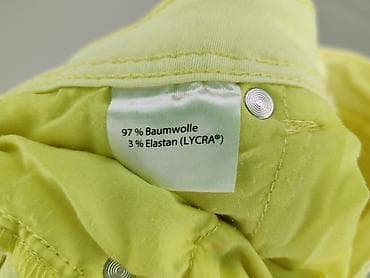 97 % Baumwolle
3 % Elastan (LYCRA®)